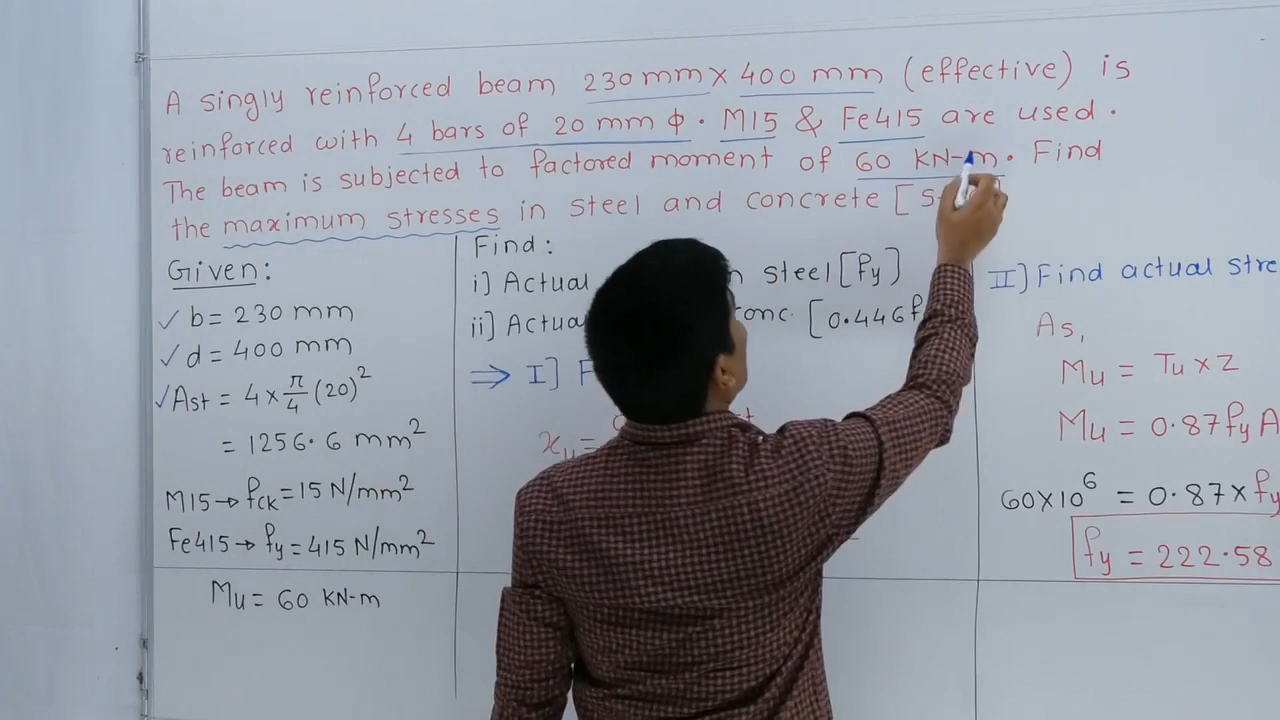 A singly reinforced beam 230 mm x 400 mm (effective) is
reinforced with 4 bars of 20 mm ϕ. M15 & Fe415 are used.
The beam is subjected to factored moment of 60 KN-m. Find
the maximum stresses in steel and concrete [S
Given:
✓ b = 230 mm
✓ d = 400 mm
✓ Ast = 4 × π/4 (20)²
= 1256.6 mm²
M15 → fck = 15 N/mm²
Fe415 → fy = 415 N/mm²
Mu = 60 KN-m
Find:
i] Actual steel [fy]
ii] Actua conc. [0.446f
⇒ I] F
xu =
II] Find actual stre
As,
Mu = Tu × Z
Mu = 0.87 fy A
60×10⁶ = 0.87 × fy
fy = 222.58